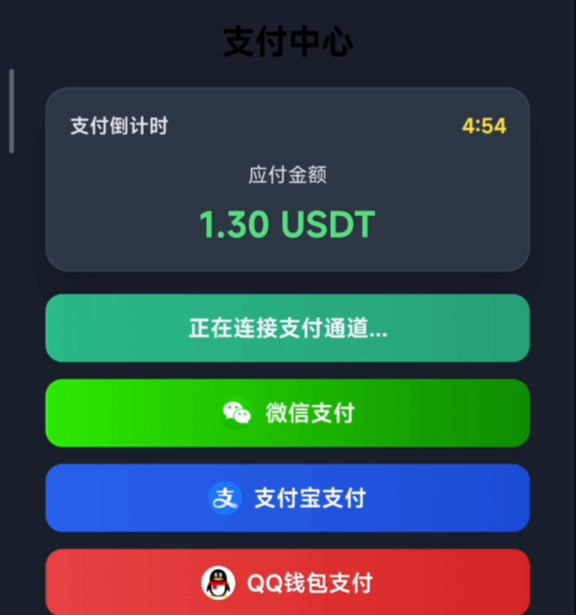 支付中心
支付倒计时 4:54
应付金额
1.30 USDT
正在连接支付通道...
微信支付
支 支付宝支付
QQ钱包支付